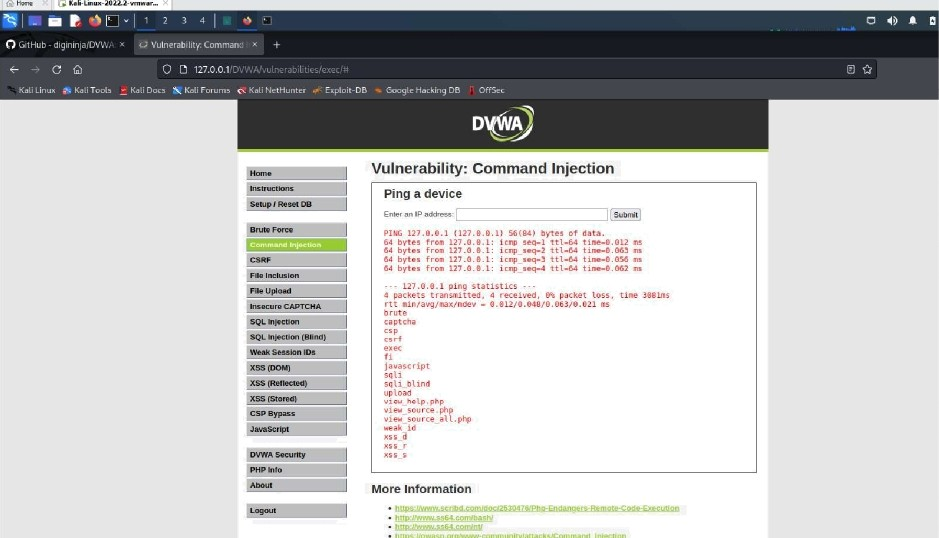 Home
Kali-Linux-2022.2-vmwar...
1 2 3 4
GitHub - digininja/DVWA
Vulnerability: Command
127.0.0.1/DVWA/vulnerabilities/exec/#
Kali Linux Kali Tools Kali Docs Kali Forums Kali NetHunter Exploit-DB Google Hacking DB OffSec
DVWA
Home
Instructions
Setup / Reset DB
Brute Force
Command Injection
CSRF
File Inclusion
File Upload
Insecure CAPTCHA
SQL Injection
SQL Injection (Blind)
Weak Session IDs
XSS (DOM)
XSS (Reflected)
XSS (Stored)
CSP Bypass
JavaScript
DVWA Security
PHP Info
About
Logout
Vulnerability: Command Injection
Ping a device
Enter an IP address: Submit
PING 127.0.0.1 (127.0.0.1) 56(84) bytes of data.
64 bytes from 127.0.0.1: icmp_seq=1 ttl=64 time=0.012 ms
64 bytes from 127.0.0.1: icmp_seq=2 ttl=64 time=0.063 ms
64 bytes from 127.0.0.1: icmp_seq=3 ttl=64 time=0.056 ms
64 bytes from 127.0.0.1: icmp_seq=4 ttl=64 time=0.062 ms
--- 127.0.0.1 ping statistics ---
4 packets transmitted, 4 received, 0% packet loss, time 3081ms
rtt min/avg/max/mdev = 0.012/0.048/0.063/0.021 ms
brute
captcha
csp
csrf
exec
fi
javascript
sqli
sqli_blind
upload
view_help.php
view_source.php
view_source_all.php
weak_id
xss_d
xss_r
xss_s
More Information
https://www.scribd.com/doc/2530476/Php-Endangers-Remote-Code-Execution
http://www.ss64.com/bash/
http://www.ss64.com/nt/
https://owasp.org/www-community/attacks/Command_Injection